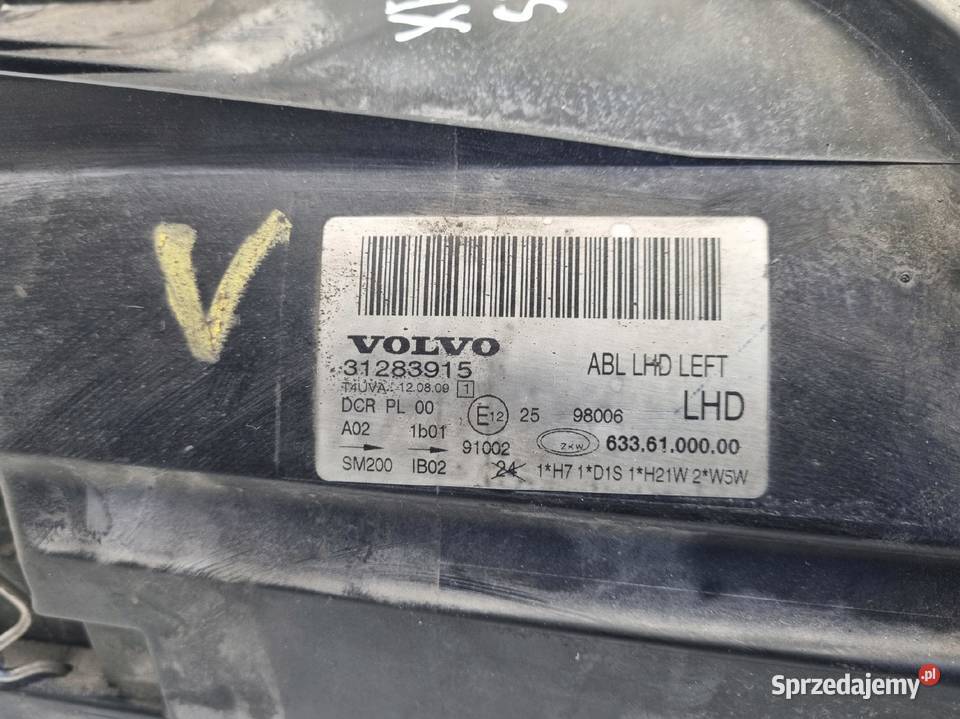 V
VOLVO
31283915
ABL LHD LEFT
T4UVA 12.08.09 1
LHD
DCR PL 00
E12 25 98006
A02 1b01 91002
ZKW 633.61.000.00
SM200 IB02 24 1*H7 1*D1S 1*H21W 2*W5W
Sprzedajemy.pl